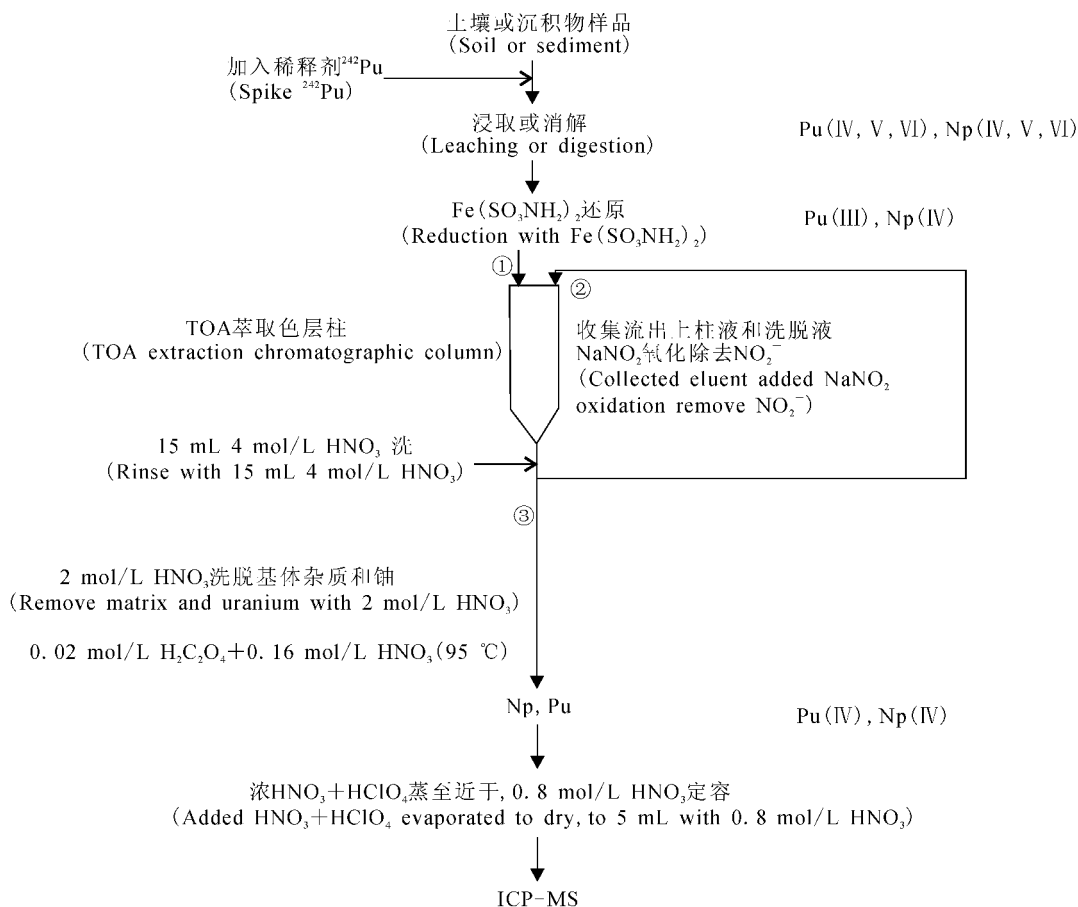 土壤或沉积物样品
(Soil or sediment)
加入稀释剂²⁴²Pu
(Spike ²⁴²Pu)
浸取或消解
(Leaching or digestion)
Pu(Ⅳ, Ⅴ, Ⅵ), Np(Ⅳ, Ⅴ, Ⅵ)
Fe(SO₃NH₂)₂还原
(Reduction with Fe(SO₃NH₂)₂)
Pu(III), Np(Ⅳ)
①
②
TOA萃取色层柱
(TOA extraction chromatographic column)
收集流出上柱液和洗脱液
NaNO₂氧化除去NO₂⁻
(Collected eluent added NaNO₂
oxidation remove NO₂⁻)
15 mL 4 mol/L HNO₃ 洗
(Rinse with 15 mL 4 mol/L HNO₃)
③
2 mol/L HNO₃洗脱基体杂质和铀
(Remove matrix and uranium with 2 mol/L HNO₃)
0.02 mol/L H₂C₂O₄+0.16 mol/L HNO₃(95 ℃)
Np, Pu
Pu(Ⅳ), Np(Ⅳ)
浓HNO₃+HClO₄蒸至近于, 0.8 mol/L HNO₃定容
(Added HNO₃+HClO₄ evaporated to dry, to 5 mL with 0.8 mol/L HNO₃)
ICP-MS